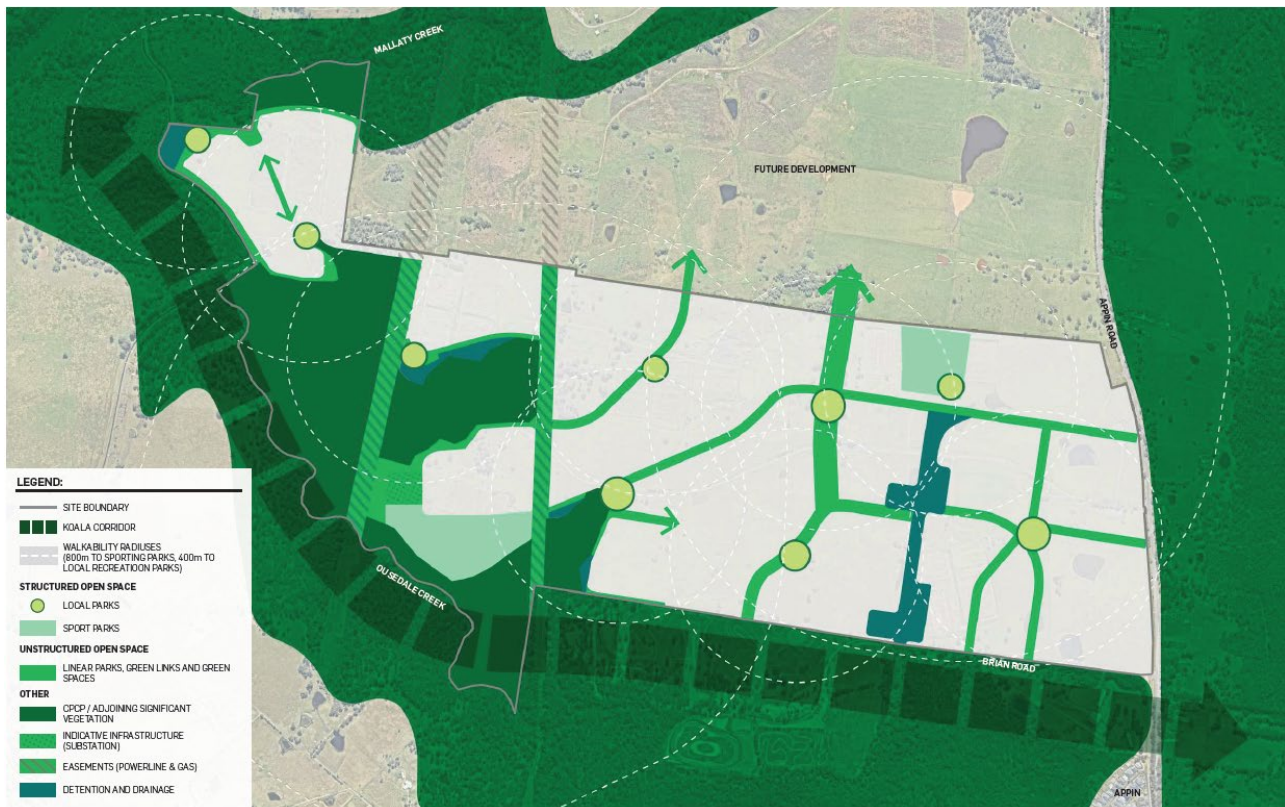 MALLATY CREEK
FUTURE DEVELOPMENT
APPIN ROAD
OUSEDALE CREEK
BRIAN ROAD
APPIN
LEGEND:
SITE BOUNDARY
KOALA CORRIDOR
WALKABILITY RADIUSES
(800m TO SPORTING PARKS, 400m TO
LOCAL RECREATIOON PARKS)
STRUCTURED OPEN SPACE
LOCAL PARKS
SPORT PARKS
UNSTRUCTURED OPEN SPACE
LINEAR PARKS, GREEN LINKS AND GREEN
SPACES
OTHER
CPCP / ADJOINING SIGNIFICANT
VEGETATION
INDICATIVE INFRASTRUCTURE
(SUBSTATION)
EASEMENTS (POWERLINE & GAS)
DETENTION AND DRAINAGE